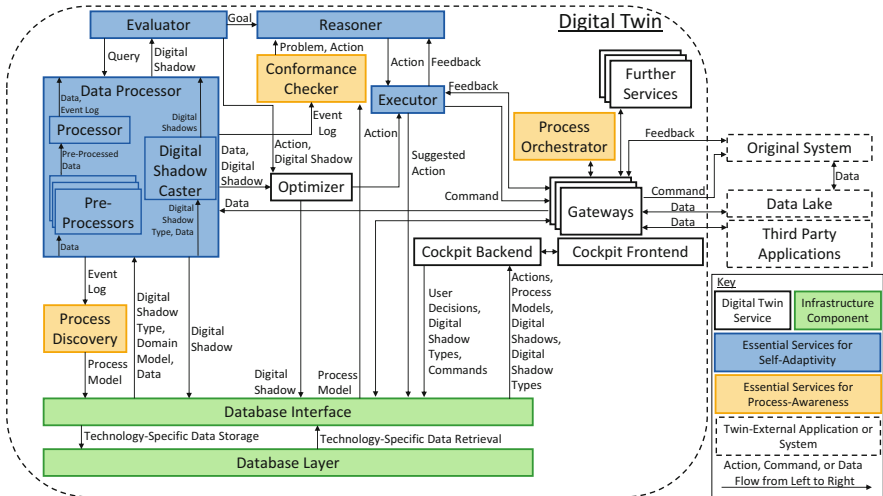 Digital Twin
Evaluator
Goal
Reasoner
Query
Digital
Shadow
Problem, Action
Action
Feedback
Conformance
Checker
Feedback
Further
Services
Data Processor
Data,
Event Log
Digital
Shadows
Processor
Executor
Process
Orchestrator
Event
Log
Action
Pre-Processed
Data
Digital
Shadow
Caster
Data,
Digital
Shadow
Action,
Digital Shadow
Optimizer
Suggested
Action
Feedback
Original System
Pre-
Processors
Command
Gateways
Command
Data
Data
Data Lake
Digital
Shadow
Type, Data
Data
Data
Data
Third Party
Applications
Cockpit Backend
Cockpit Frontend
Event
Log
Process
Discovery
Process
Model
Digital
Shadow
Type,
Domain
Model,
Data
Digital
Shadow
Digital
Shadow
Process
Model
User
Decisions,
Digital
Shadow
Types,
Commands
Actions,
Process
Models,
Digital
Shadows,
Digital
Shadow
Types
Database Interface
Technology-Specific Data Storage
Technology-Specific Data Retrieval
Database Layer
Key
Digital Twin
Service
Infrastructure
Component
Essential Services for
Self-Adaptivity
Essential Services for
Process-Awareness
Twin-External Application or
System
Action, Command, or Data
Flow from Left to Right